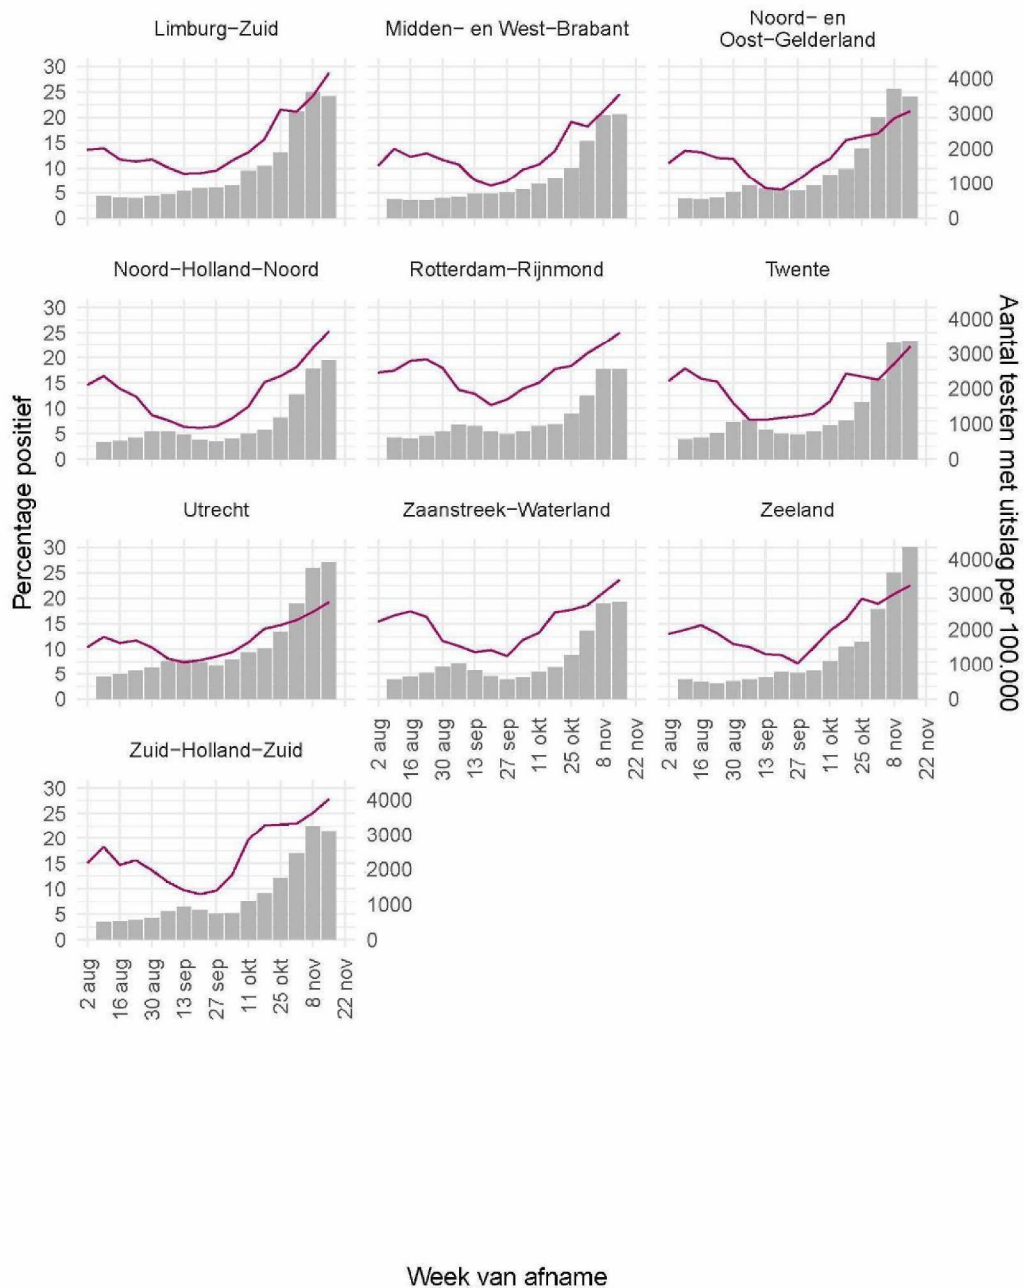 Limburg−Zuid
Midden− en West−Brabant
Noord− en
Oost−Gelderland
30
25
20
15
10
5
0
4000
3000
2000
1000
0
Noord−Holland−Noord
Rotterdam−Rijnmond
Twente
30
25
20
15
10
5
0
4000
3000
2000
1000
0
Percentage positief
Aantal testen met uitslag per 100.000
Utrecht
Zaanstreek−Waterland
Zeeland
30
25
20
15
10
5
0
4000
3000
2000
1000
0
2 aug
16 aug
30 aug
13 sep
27 sep
11 okt
25 okt
8 nov
22 nov
2 aug
16 aug
30 aug
13 sep
27 sep
11 okt
25 okt
8 nov
22 nov
Zuid−Holland−Zuid
30
25
20
15
10
5
0
4000
3000
2000
1000
0
2 aug
16 aug
30 aug
13 sep
27 sep
11 okt
25 okt
8 nov
22 nov
Week van afname